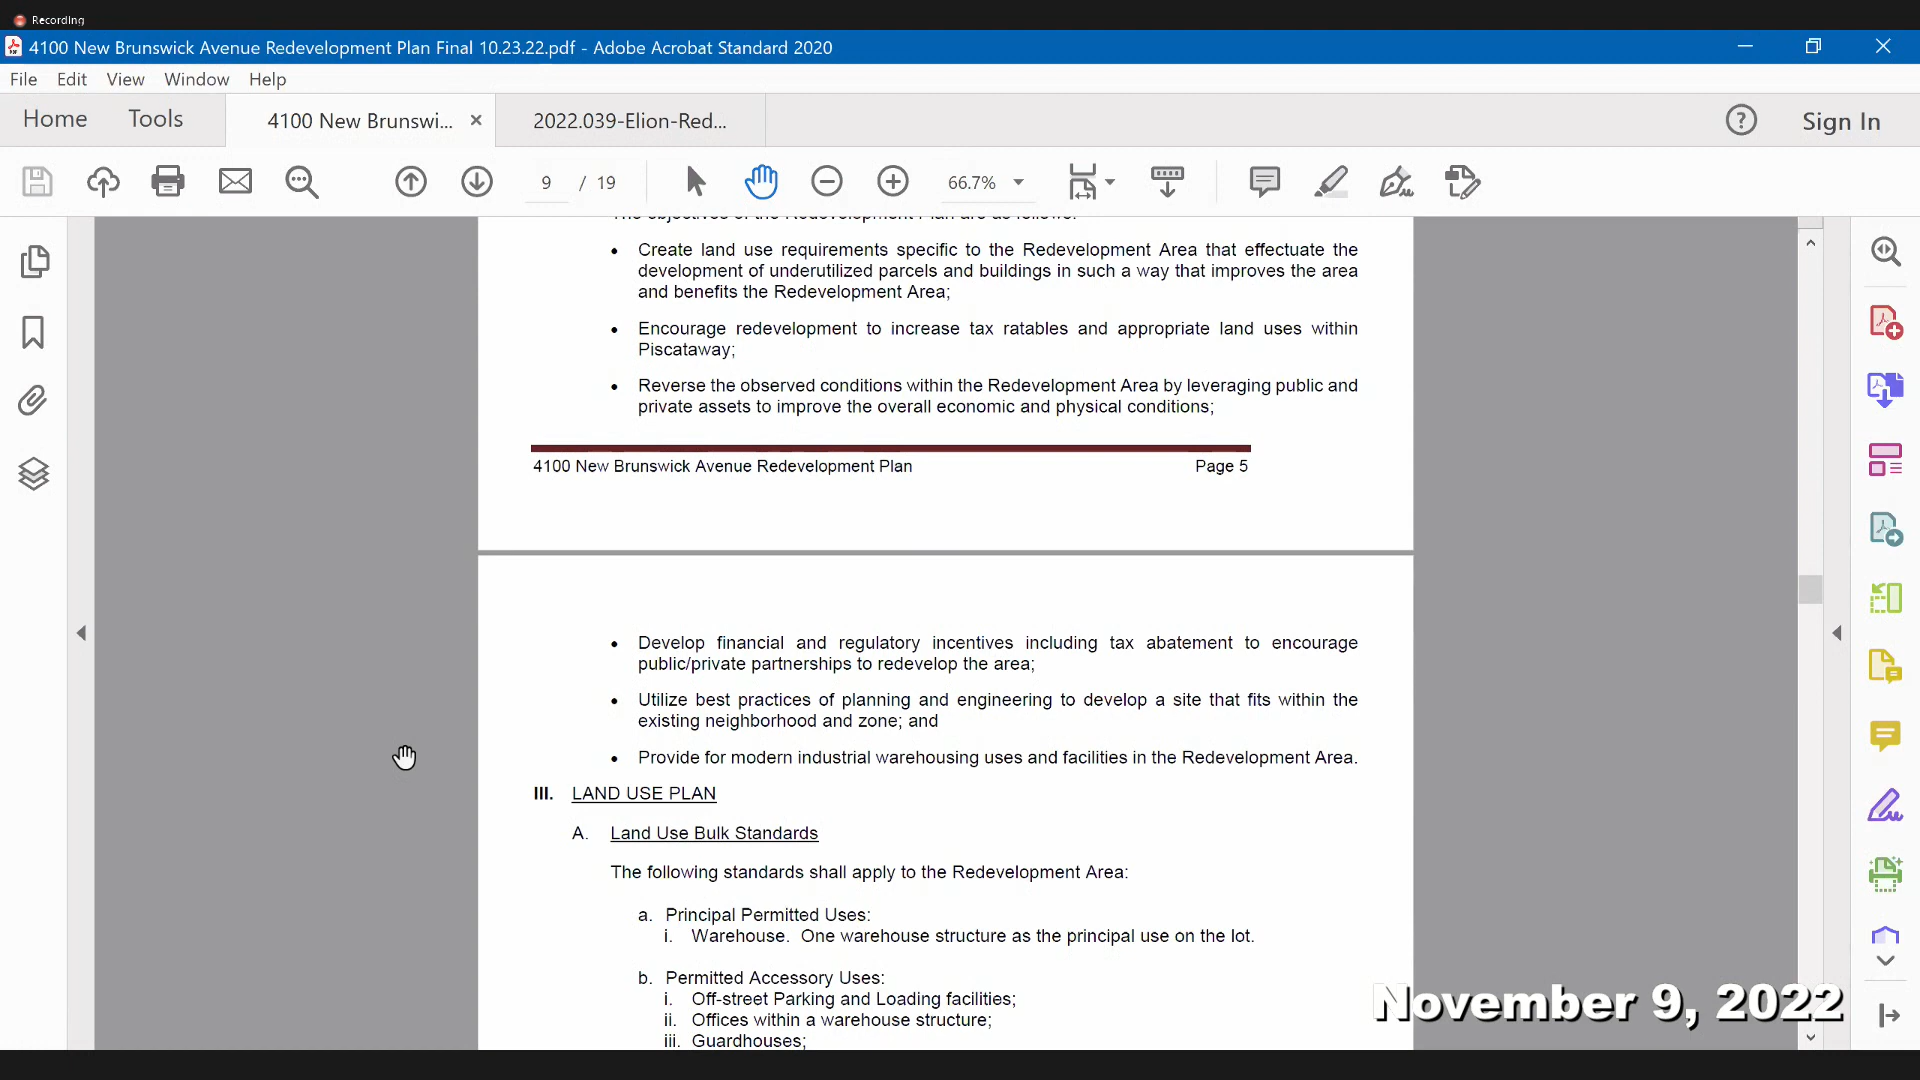 Recording
4100 New Brunswick Avenue Redevelopment Plan Final 10.23.22.pdf - Adobe Acrobat Standard 2020
File Edit View Window Help
Home Tools 4100 New Brunswi... × 2022.039-Elion-Red... ? Sign In
9 / 19 66.7%
The objectives of the Redevelopment Plan are as follows:
• Create land use requirements specific to the Redevelopment Area that effectuate the
development of underutilized parcels and buildings in such a way that improves the area
and benefits the Redevelopment Area;
• Encourage redevelopment to increase tax ratables and appropriate land uses within
Piscataway;
• Reverse the observed conditions within the Redevelopment Area by leveraging public and
private assets to improve the overall economic and physical conditions;
4100 New Brunswick Avenue Redevelopment Plan Page 5
• Develop financial and regulatory incentives including tax abatement to encourage
public/private partnerships to redevelop the area;
• Utilize best practices of planning and engineering to develop a site that fits within the
existing neighborhood and zone; and
• Provide for modern industrial warehousing uses and facilities in the Redevelopment Area.
III. LAND USE PLAN
A. Land Use Bulk Standards
The following standards shall apply to the Redevelopment Area:
a. Principal Permitted Uses:
i. Warehouse. One warehouse structure as the principal use on the lot.
b. Permitted Accessory Uses:
i. Off-street Parking and Loading facilities;
ii. Offices within a warehouse structure;
iii. Guardhouses;
November 9, 2022